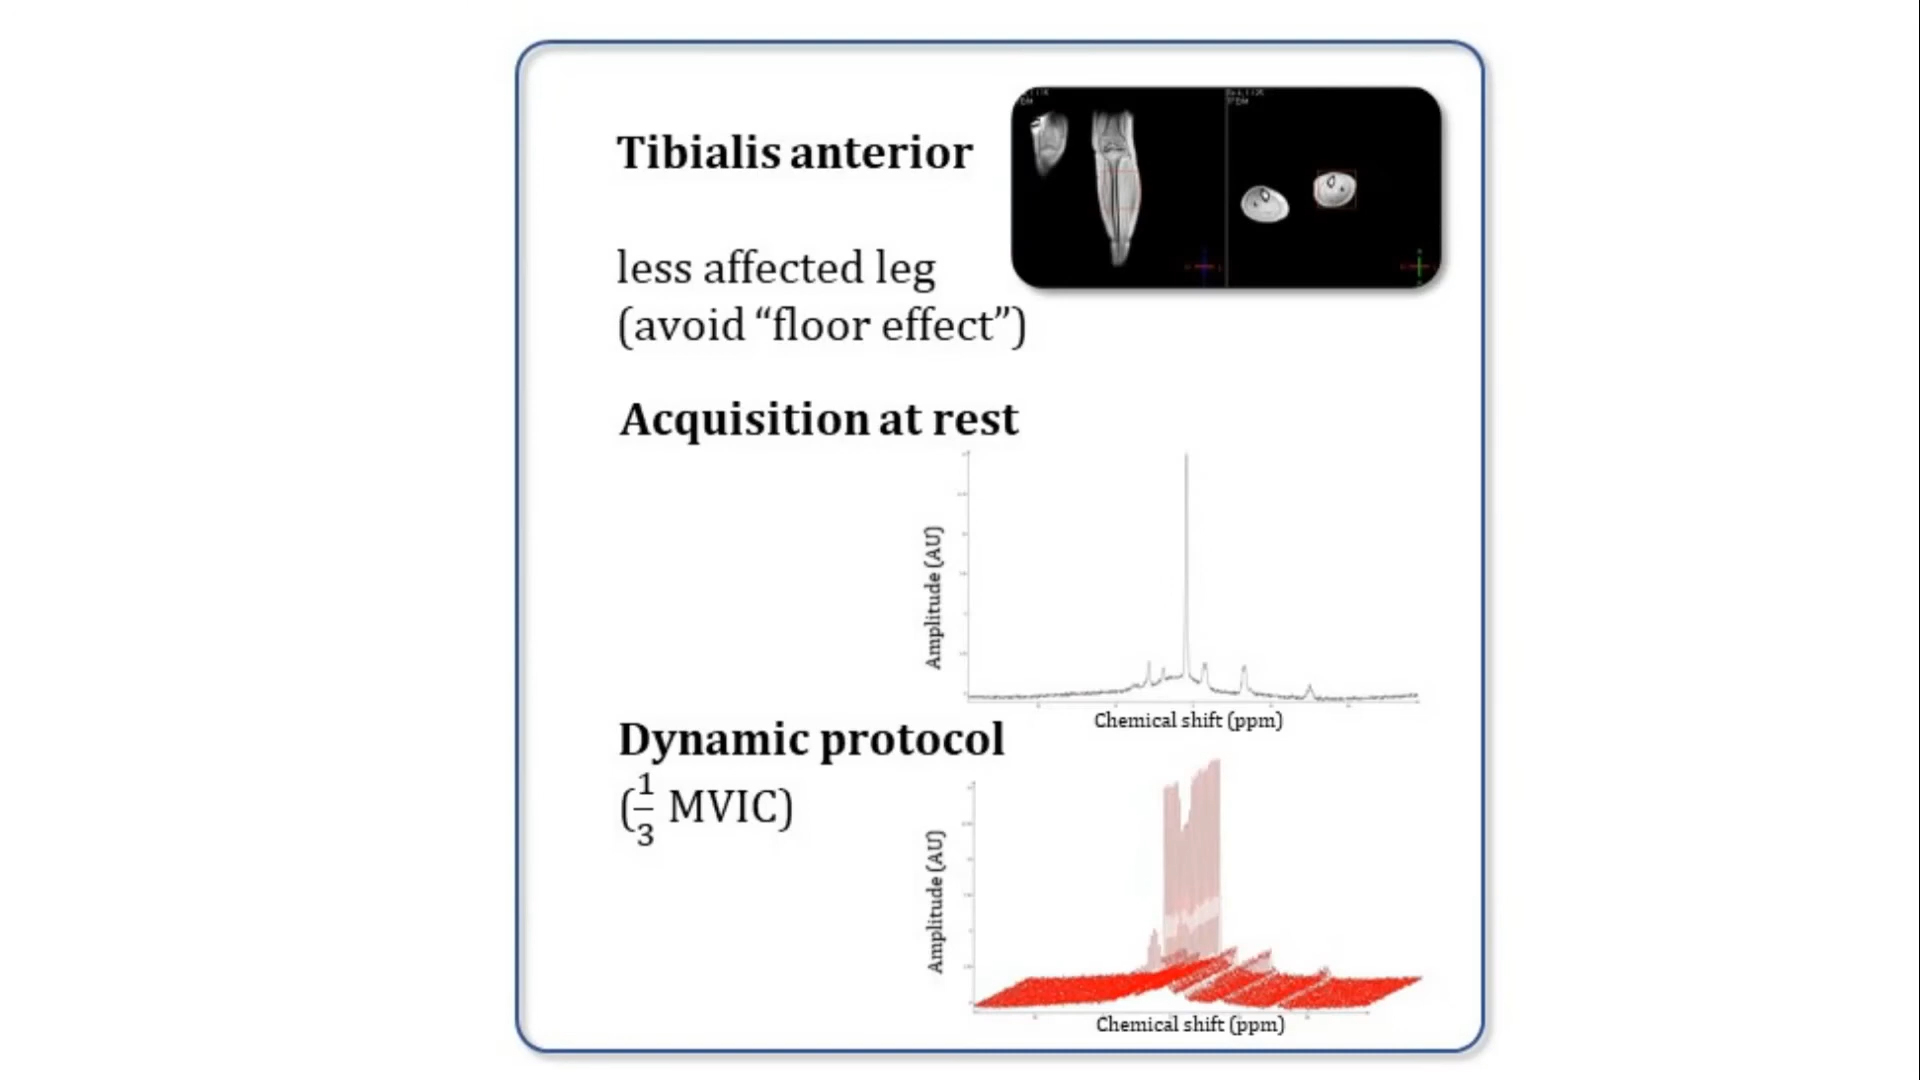 Tibialis anterior
less affected leg
(avoid “floor effect”)
Acquisition at rest
Amplitude (AU)
Chemical shift (ppm)
Dynamic protocol
(1/3 MVIC)
Amplitude (AU)
Chemical shift (ppm)